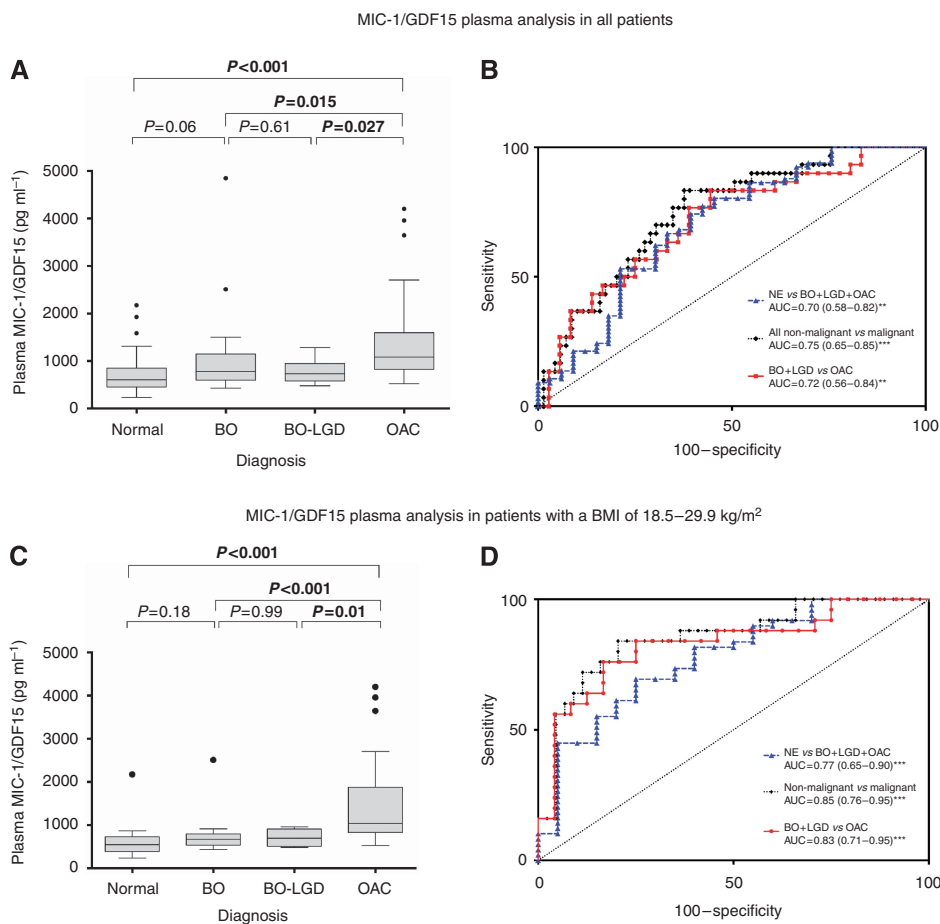 MIC-1/GDF15 plasma analysis in all patients
A
P<0.001
P=0.015
P=0.06
P=0.61
P=0.027
Plasma MIC-1/GDF15 (pg ml⁻¹)
5000
4000
3000
2000
1000
0
Normal
BO
BO-LGD
OAC
Diagnosis
B
Sensitivity
100
50
0
NE vs BO+LGD+OAC
AUC=0.70 (0.58–0.82)**
All non-malignant vs malignant
AUC=0.75 (0.65–0.85)***
BO+LGD vs OAC
AUC=0.72 (0.56–0.84)**
0
50
100
100–specificity
MIC-1/GDF15 plasma analysis in patients with a BMI of 18.5–29.9 kg/m²
C
P<0.001
P<0.001
P=0.18
P=0.99
P=0.01
Plasma MIC-1/GDF15 (pg ml⁻¹)
5000
4000
3000
2000
1000
0
Normal
BO
BO-LGD
OAC
Diagnosis
D
Sensitivity
100
50
0
NE vs BO+LGD+OAC
AUC=0.77 (0.65–0.90)***
Non-malignant vs malignant
AUC=0.85 (0.76–0.95)***
BO+LGD vs OAC
AUC=0.83 (0.71–0.95)***
0
50
100
100–specificity